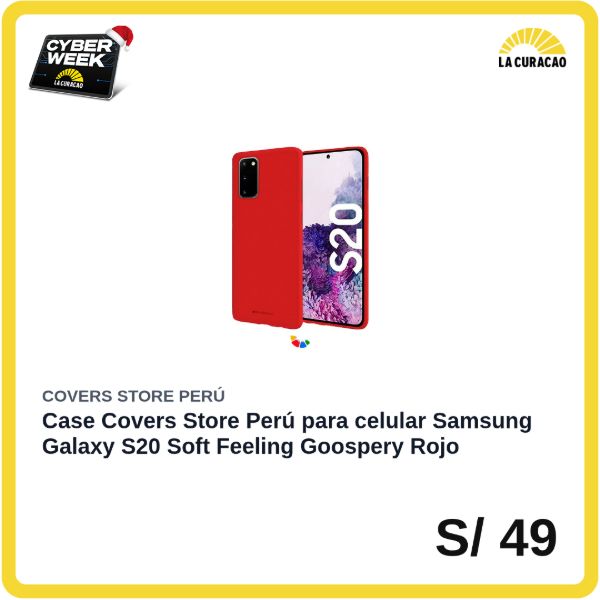 CYBER
WEEK
LA CURACAO
LA CURACAO
S20
COVERS STORE PERÚ
Case Covers Store Perú para celular Samsung
Galaxy S20 Soft Feeling Goospery Rojo
S/ 49